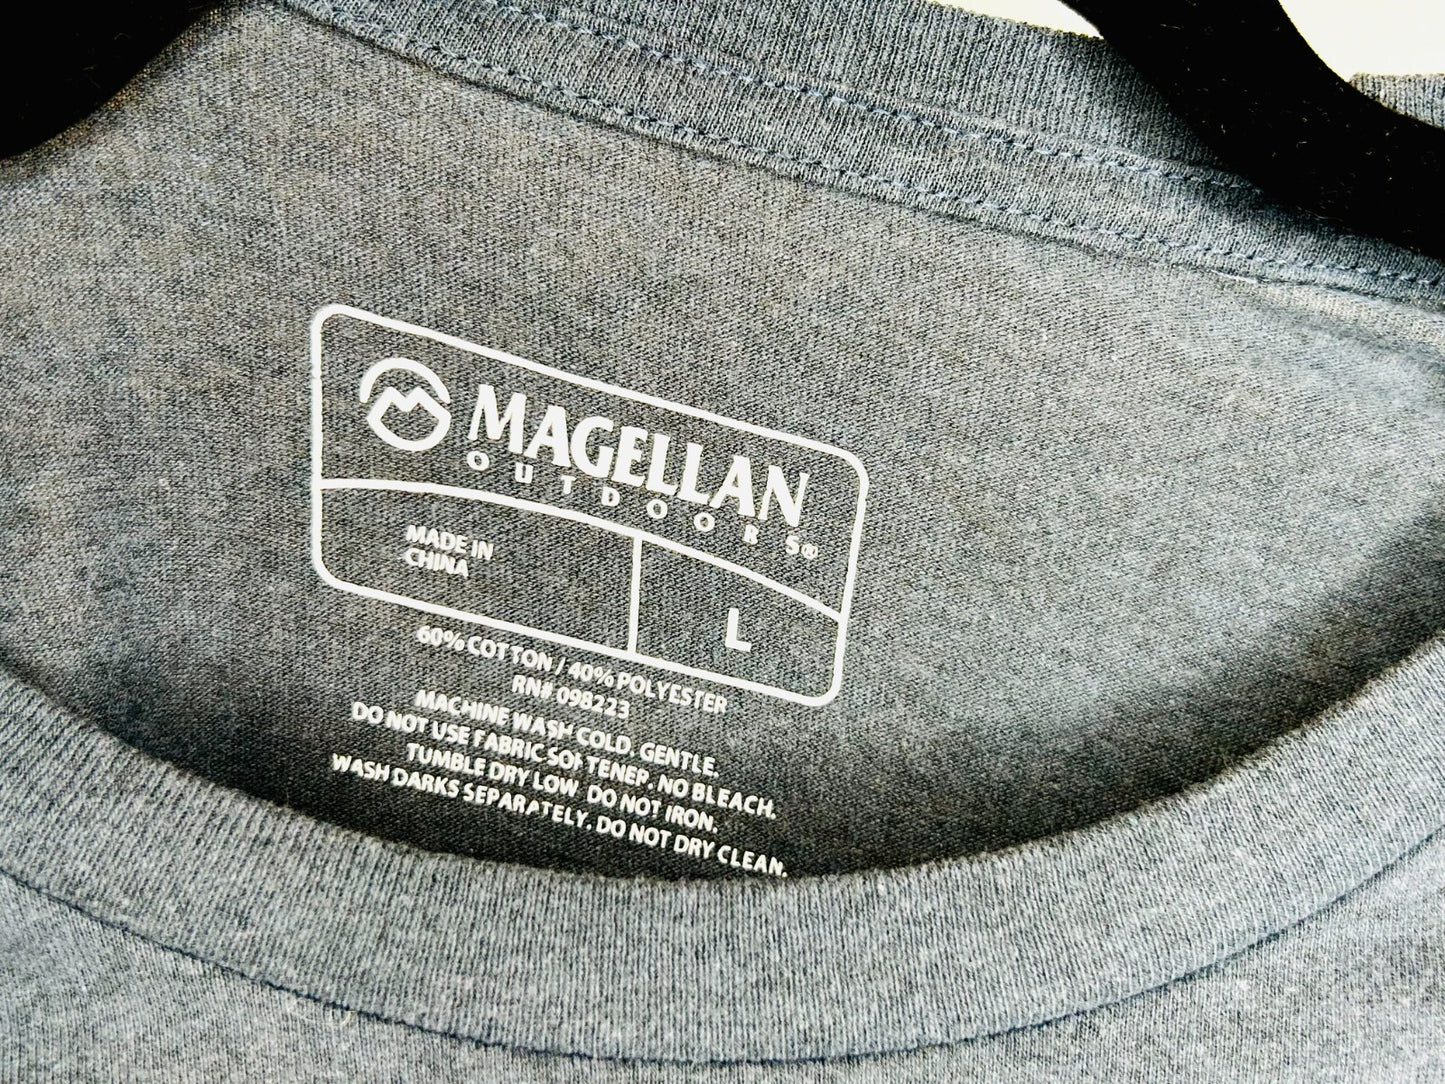 MAGELLAN
OUTDOORS®
MADE IN
CHINA
L
60% COTTON / 40% POLYESTER
RN# 098223
MACHINE WASH COLD. GENTLE.
DO NOT USE FABRIC SOFTENER. NO BLEACH.
TUMBLE DRY LOW. DO NOT IRON.
WASH DARKS SEPARATELY. DO NOT DRY CLEAN.